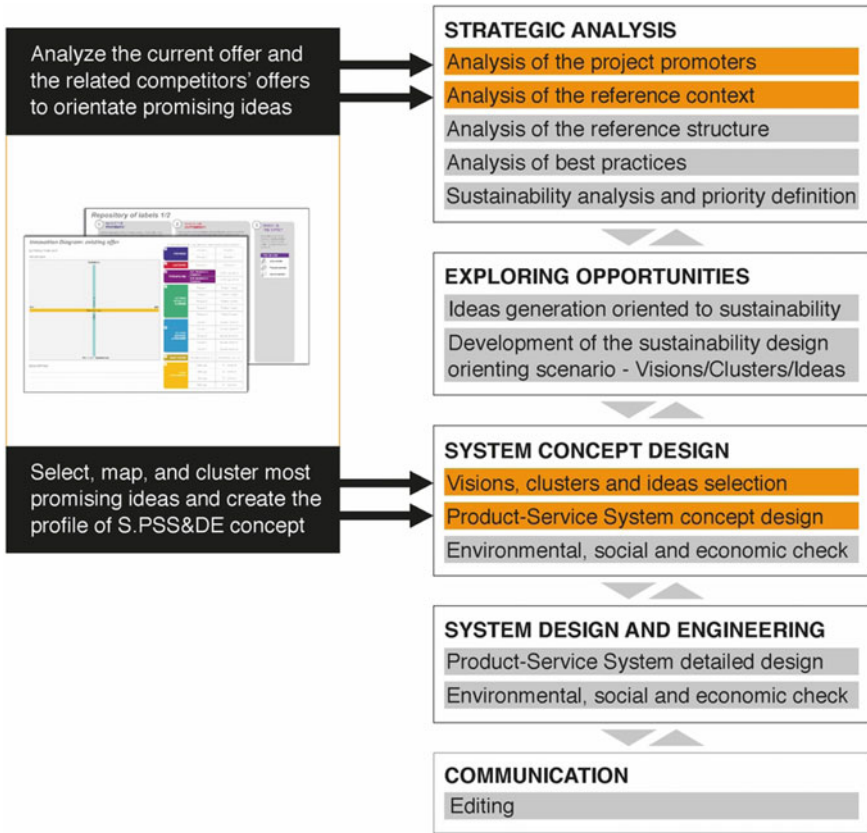 Analyze the current offer and
the related competitors' offers
to orientate promising ideas
Repository of labels 1/2
Innovation Diagram: existing offer
Select, map, and cluster most
promising ideas and create the
profile of S.PSS&DE concept
STRATEGIC ANALYSIS
Analysis of the project promoters
Analysis of the reference context
Analysis of the reference structure
Analysis of best practices
Sustainability analysis and priority definition
EXPLORING OPPORTUNITIES
Ideas generation oriented to sustainability
Development of the sustainability design
orienting scenario - Visions/Clusters/Ideas
SYSTEM CONCEPT DESIGN
Visions, clusters and ideas selection
Product-Service System concept design
Environmental, social and economic check
SYSTEM DESIGN AND ENGINEERING
Product-Service System detailed design
Environmental, social and economic check
COMMUNICATION
Editing